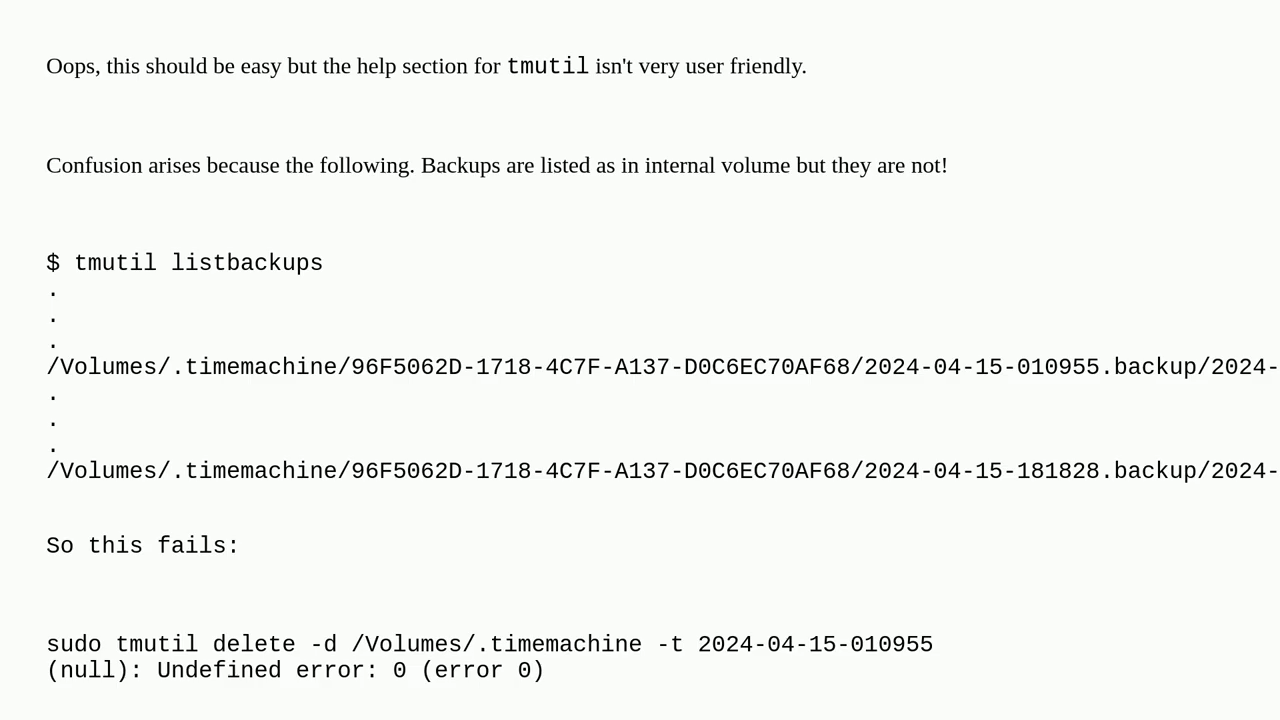 Oops, this should be easy but the help section for tmutil isn't very user friendly.
Confusion arises because the following. Backups are listed as in internal volume but they are not!
$ tmutil listbackups
.
.
.
/Volumes/.timemachine/96F5062D-1718-4C7F-A137-D0C6EC70AF68/2024-04-15-010955.backup/2024-
.
.
.
/Volumes/.timemachine/96F5062D-1718-4C7F-A137-D0C6EC70AF68/2024-04-15-181828.backup/2024-
So this fails:
sudo tmutil delete -d /Volumes/.timemachine -t 2024-04-15-010955
(null): Undefined error: 0 (error 0)